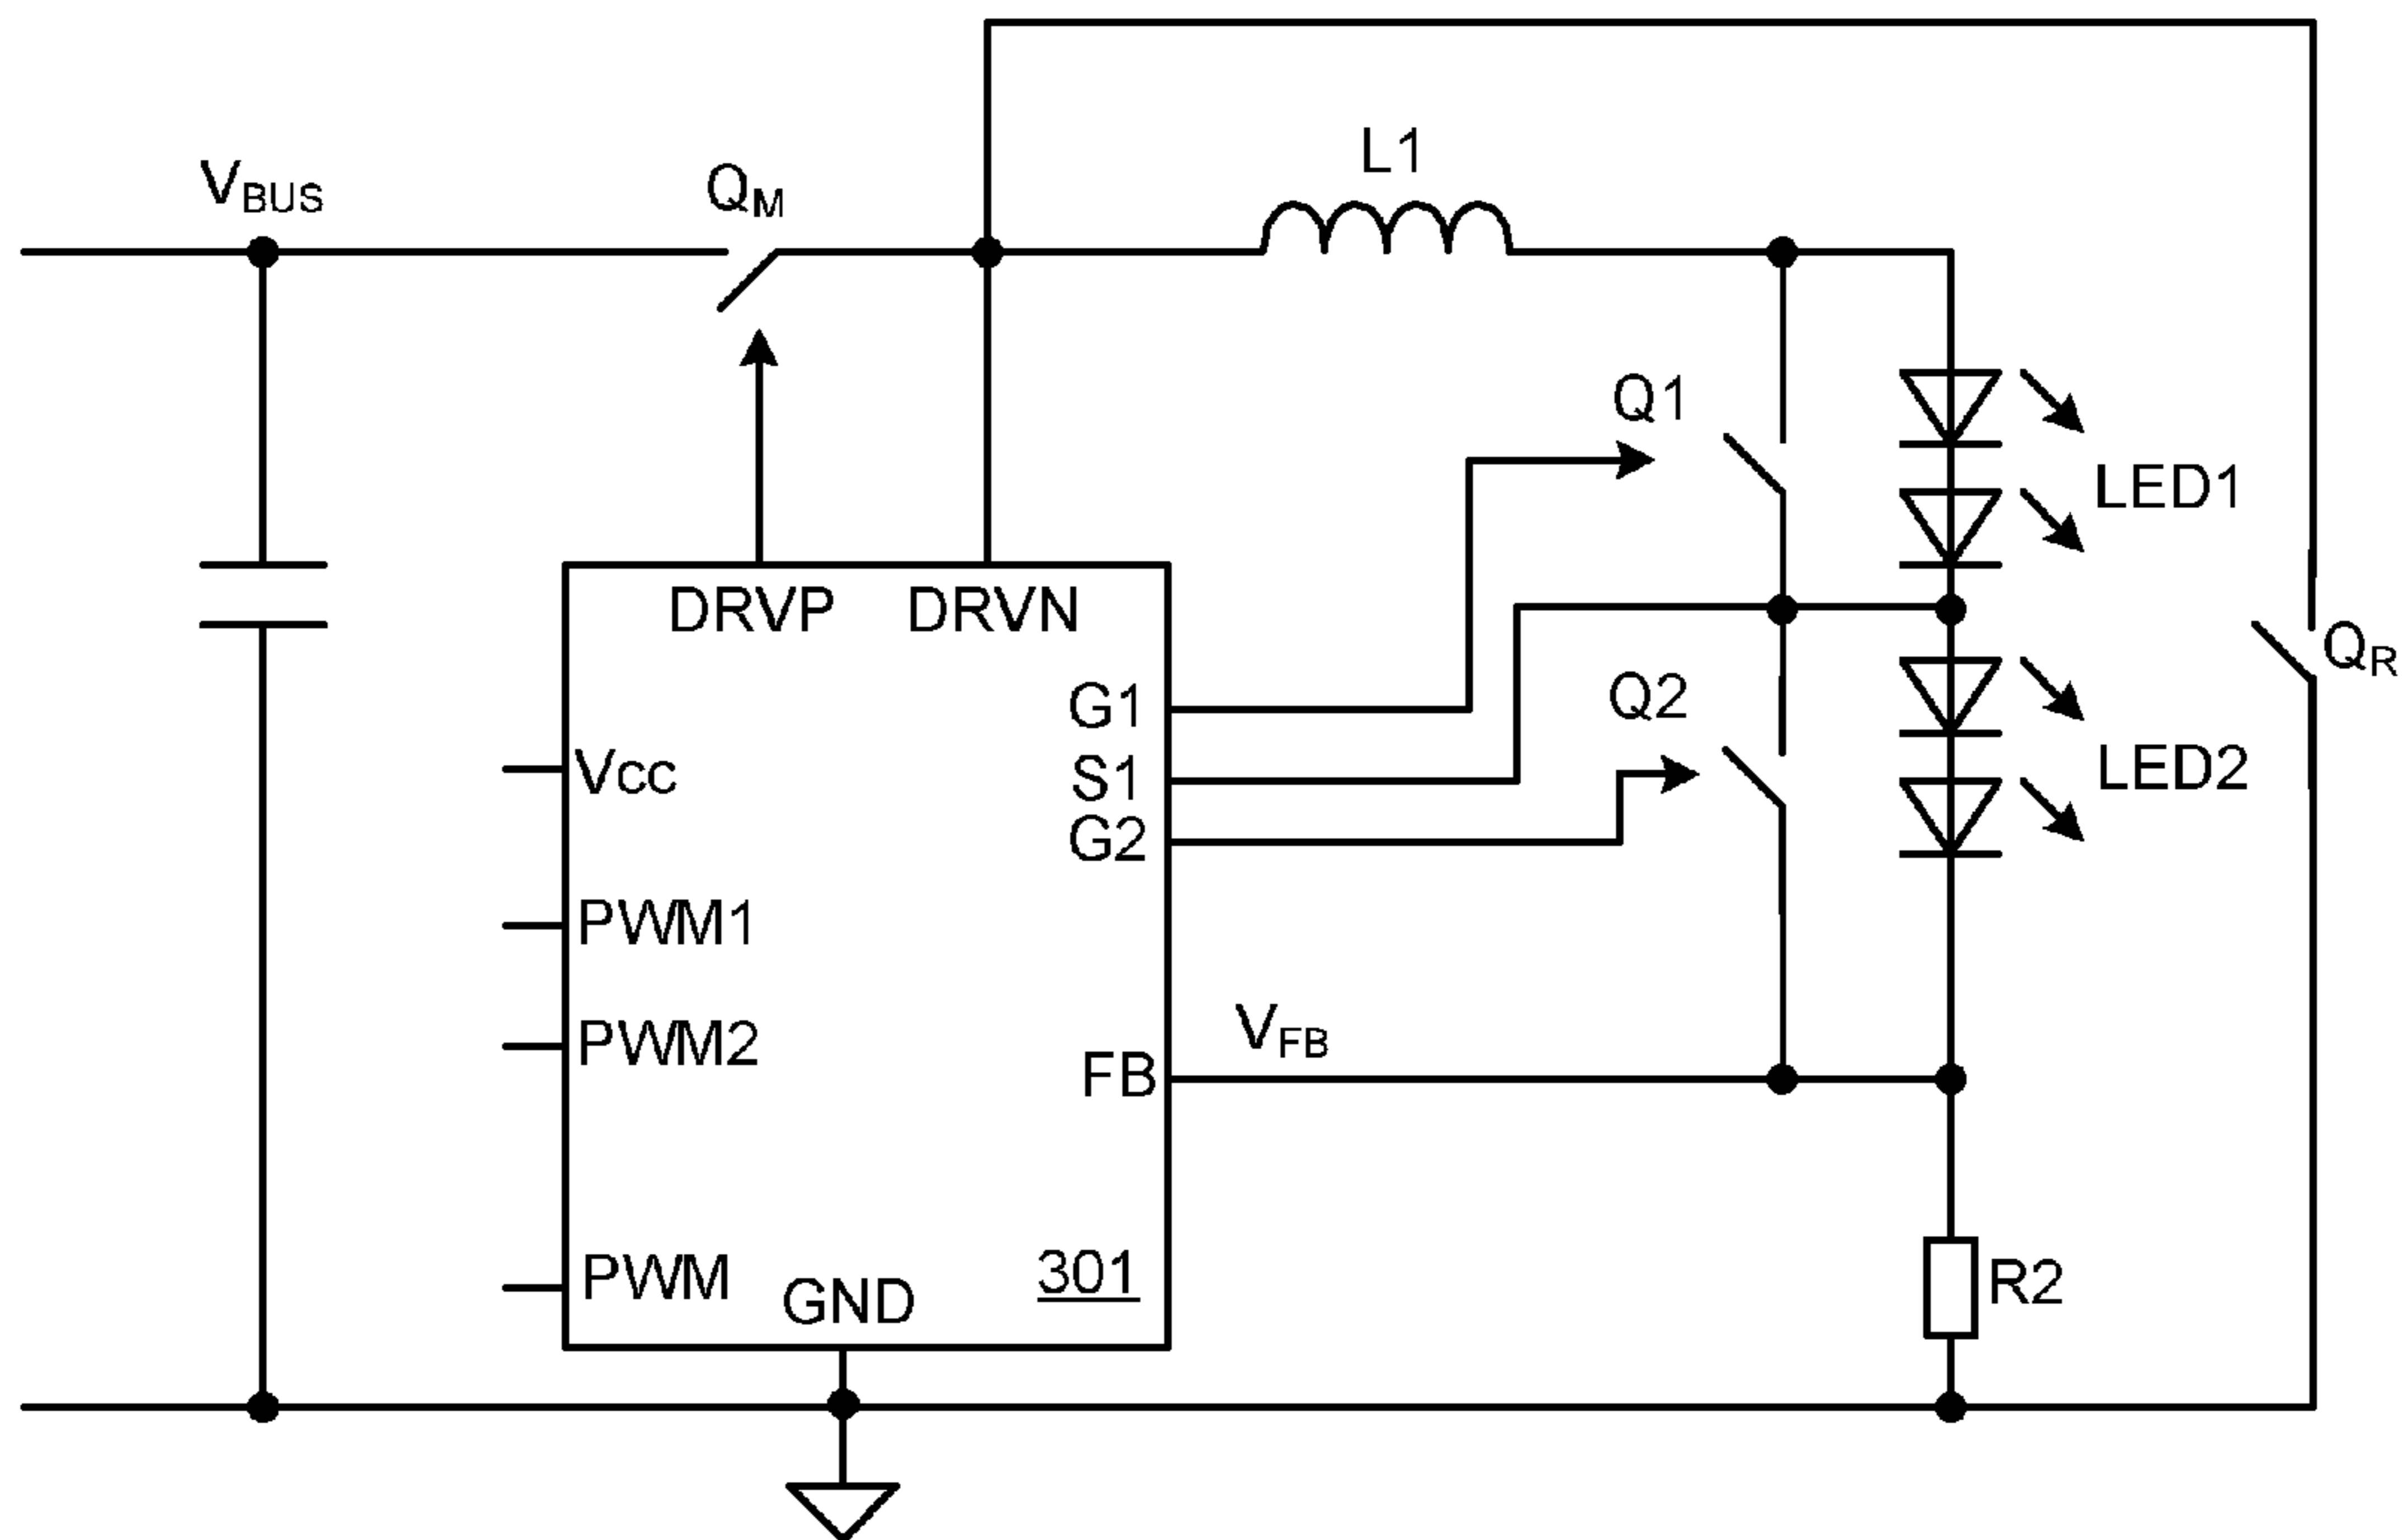 L1
VBUS
QM
Q1
LED1
DRVP DRVN
QR
G1
Q2
VCC
S1
LED2
G2
PWM1
VFB
PWM2
FB
PWM
301
R2
GND